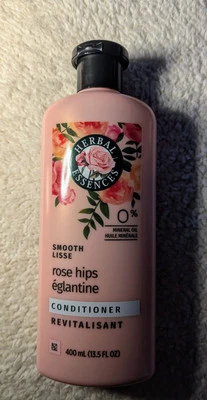 HERBAL
ESSENCES
0%
MINERAL OIL
HUILE MINÉRALE
SMOOTH
LISSE
rose hips
églantine
CONDITIONER
REVITALISANT
400 mL (13.5 FL OZ)